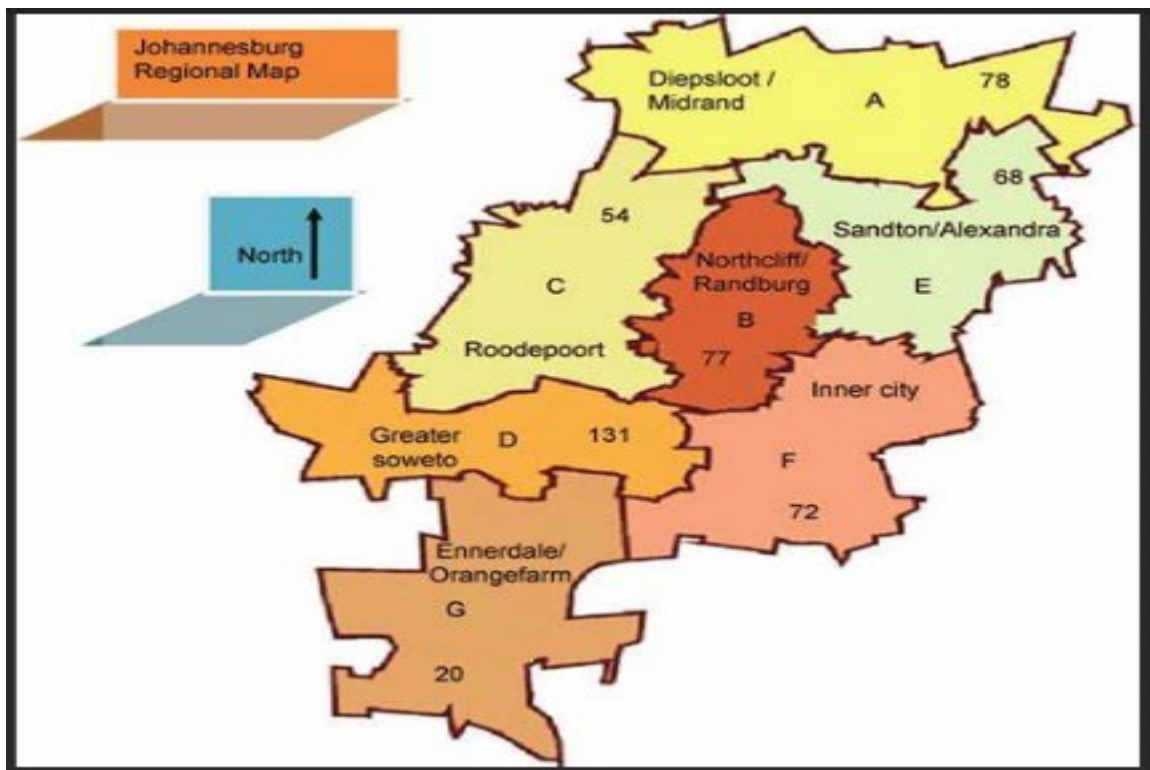 Johannesburg
Regional Map
North
Diepsloot /
Midrand
A
78
68
Sandton/Alexandra
E
54
C
Roodepoort
Northcliff/
Randburg
B
77
Inner city
F
72
Greater
soweto
D
131
Ennerdale/
Orangefarm
G
20